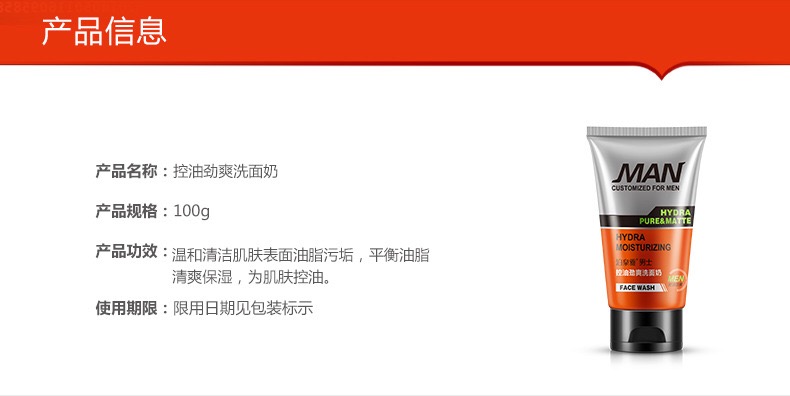 产品信息
产品名称：控油劲爽洗面奶
产品规格：100g
产品功效：温和清洁肌肤表面油脂污垢，平衡油脂
清爽保湿，为肌肤控油。
使用期限：限用日期见包装标示
MAN
CUSTOMIZED FOR MEN
HYDRA
PURE&MATTE
HYDRA
MOISTURIZING
男士
控油劲爽洗面奶
MEN
FACE WASH